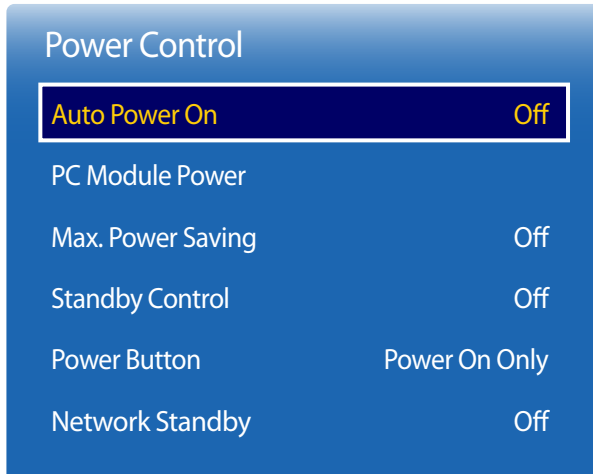 Power Control
Auto Power On Off
PC Module Power
Max. Power Saving Off
Standby Control Off
Power Button Power On Only
Network Standby Off